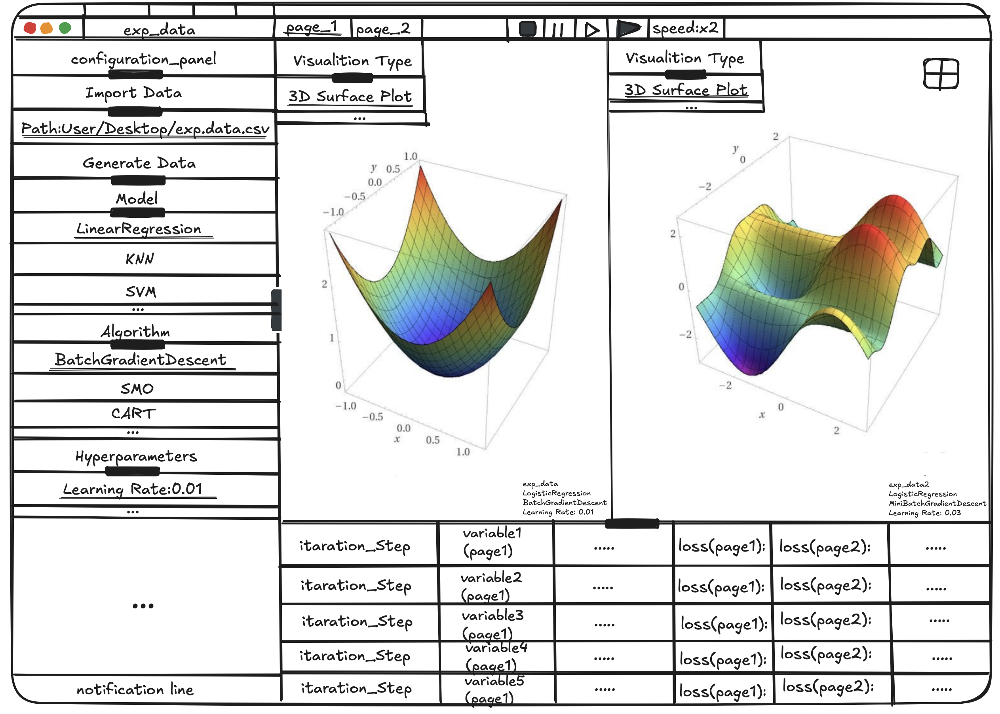 exp_data
page_1
page_2
speed:x2
configuration_panel
Import Data
Path:User/Desktop/exp.data.csv
Generate Data
Model
LinearRegression
KNN
SVM
...
Algorithm
BatchGradientDescent
SMO
CART
...
Hyperparameters
Learning Rate:0.01
...
...
notification line
Visualition Type
3D Surface Plot
...
1.0
y
0.5
0.0
−0.5
−1.0
2
1
0
−1.0
−0.5
0.0
x
0.5
1.0
exp_data
LogisticRegression
BatchGradientDescent
Learning Rate: 0.01
Visualition Type
3D Surface Plot
...
2
y
0
−2
2
0
−2
−2
0
x
2
exp_data2
LogisticRegression
MiniBatchGradientDescent
Learning Rate: 0.03
itaration_Step
variable1
(page1)
.....
loss(page1):
loss(page2):
.....
itaration_Step
variable2
(page1)
.....
loss(page1):
loss(page2):
.....
itaration_Step
variable3
(page1)
.....
loss(page1):
loss(page2):
.....
itaration_Step
variable4
(page1)
.....
loss(page1):
loss(page2):
.....
itaration_Step
variable5
(page1)
.....
loss(page1):
loss(page2):
.....